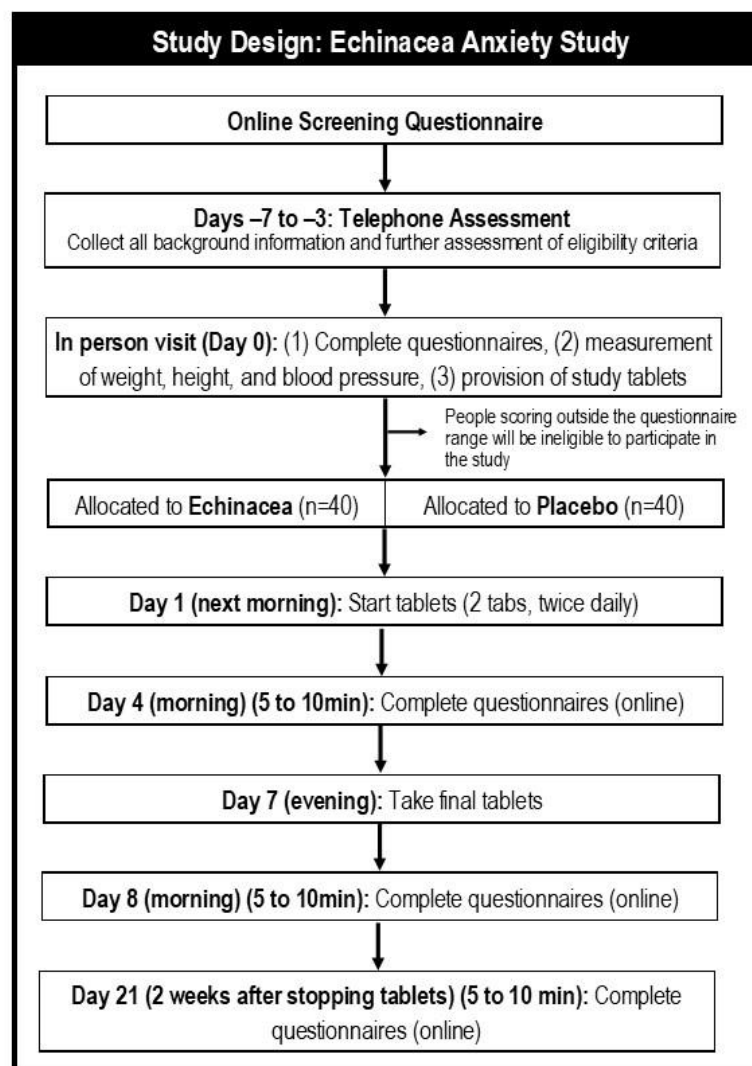 Study Design: Echinacea Anxiety Study
Online Screening Questionnaire
Days –7 to –3: Telephone Assessment
Collect all background information and further assessment of eligibility criteria
In person visit (Day 0): (1) Complete questionnaires, (2) measurement
of weight, height, and blood pressure, (3) provision of study tablets
People scoring outside the questionnaire
range will be ineligible to participate in
the study
Allocated to Echinacea (n=40) Allocated to Placebo (n=40)
Day 1 (next morning): Start tablets (2 tabs, twice daily)
Day 4 (morning) (5 to 10min): Complete questionnaires (online)
Day 7 (evening): Take final tablets
Day 8 (morning) (5 to 10min): Complete questionnaires (online)
Day 21 (2 weeks after stopping tablets) (5 to 10 min): Complete
questionnaires (online)